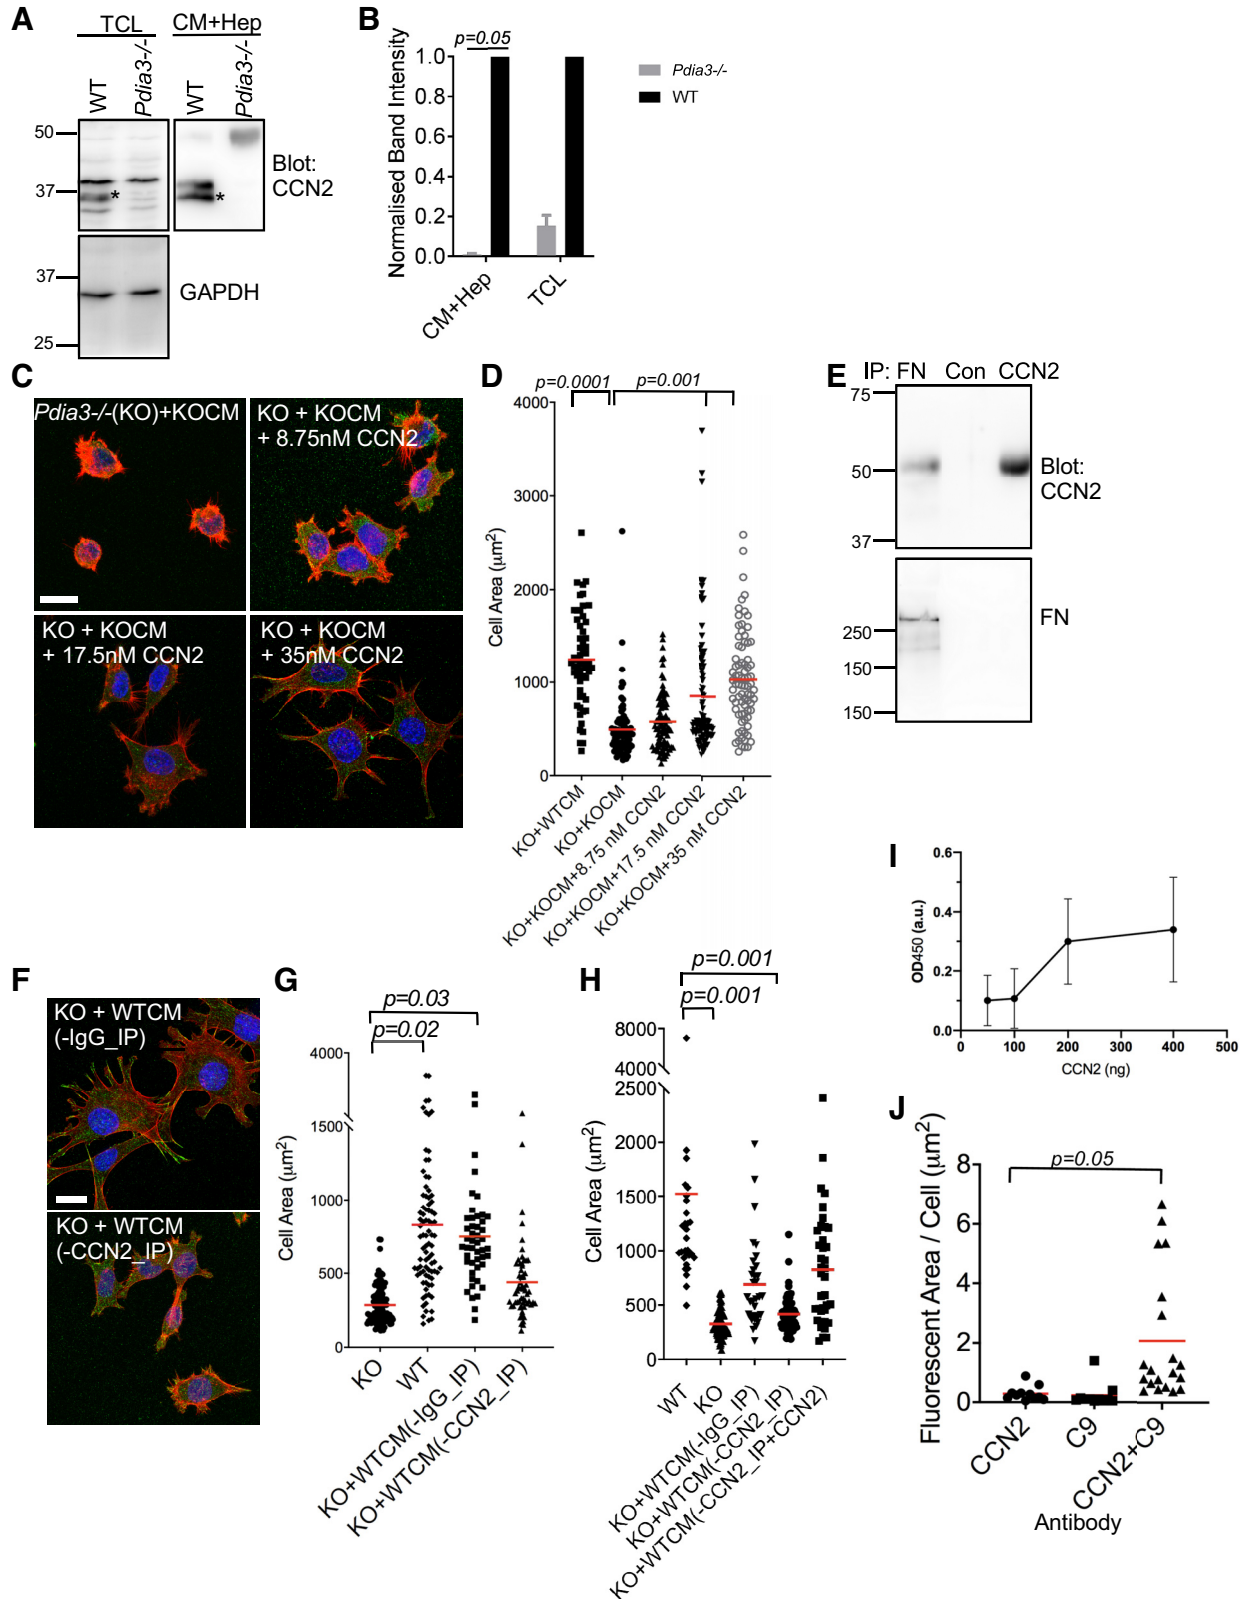 A
TCL
CM+Hep
WT
Pdia3-/-
WT
Pdia3-/-
50
37
*
*
Blot:
CCN2
37
25
GAPDH
B
p=0.05
Normalised Band Intensity
1.0
0.8
0.6
0.4
0.2
0.0
CM+Hep
TCL
Pdia3-/-
WT
C
Pdia3-/-(KO)+KOCM
KO + KOCM
+ 8.75nM CCN2
KO + KOCM
+ 17.5nM CCN2
KO + KOCM
+ 35nM CCN2
D
p=0.0001
p=0.001
Cell Area (μm²)
4000
3000
2000
1000
0
KO+WTCM
KO+KOCM
KO+KOCM+8.75 nM CCN2
KO+KOCM+17.5 nM CCN2
KO+KOCM+35 nM CCN2
E
IP: FN Con CCN2
75
50
37
Blot:
CCN2
250
150
150
FN
F
KO + WTCM
(-IgG_IP)
KO + WTCM
(-CCN2_IP)
G
p=0.03
p=0.02
Cell Area (μm²)
4000
1500
1000
500
0
KO
WT
KO+WTCM(-IgG_IP)
KO+WTCM(-CCN2_IP)
H
p=0.001
p=0.001
Cell Area (μm²)
8000
4000
2500
2000
1500
1000
500
0
WT
KO
KO+WTCM(-IgG_IP)
KO+WTCM(-CCN2_IP)
KO+WTCM(-CCN2_IP+CCN2)
I
OD450 (a.u.)
0.6
0.4
0.2
0.0
0 100 200 300 400 500
CCN2 (ng)
J
p=0.05
Fluorescent Area / Cell (μm²)
8
6
4
2
0
CCN2
C9
CCN2+C9
Antibody